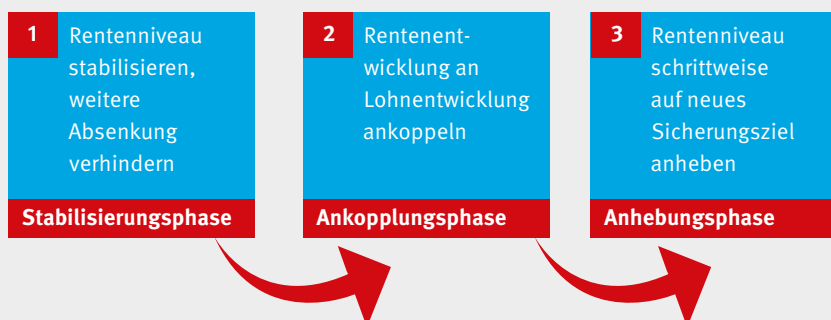 1
Rentenniveau
stabilisieren,
weitere
Absenkung
verhindern
Stabilisierungsphase
2
Rentenent-
wicklung an
Lohnentwicklung
ankoppeln
Ankopplungsphase
3
Rentenniveau
schrittweise
auf neues
Sicherungsziel
anheben
Anhebungsphase